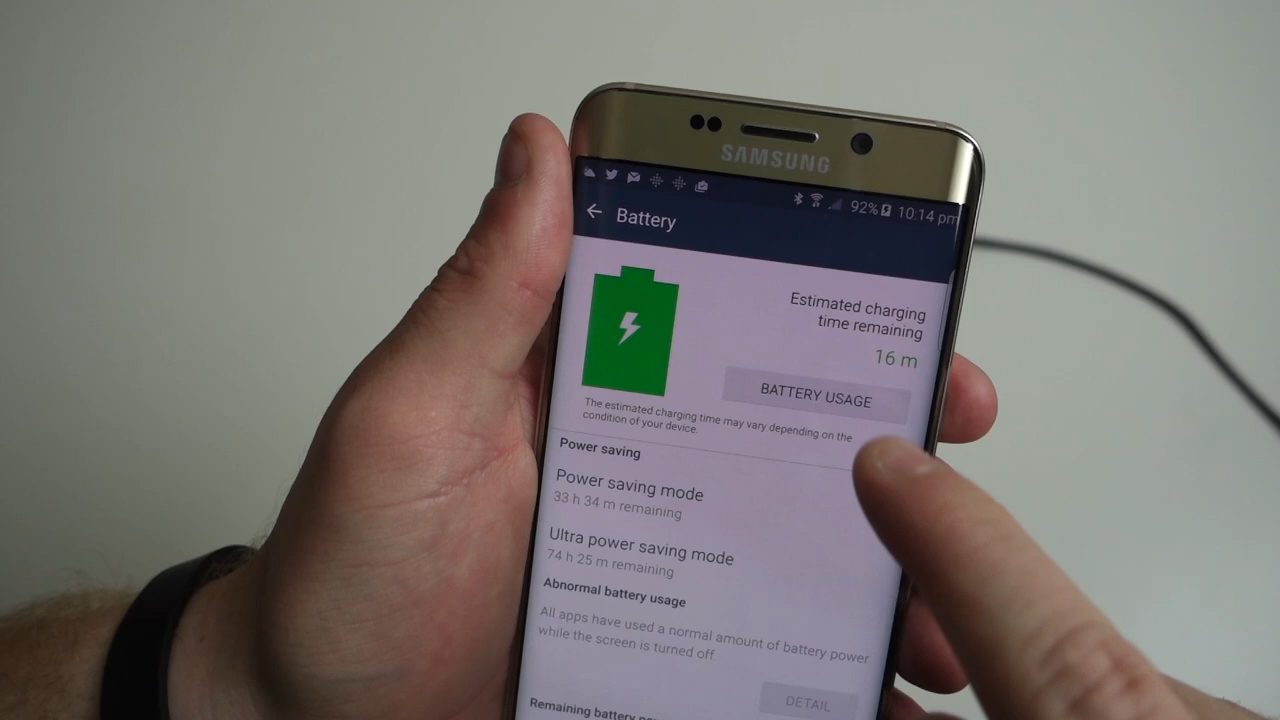 SAMSUNG
92% 10:14 pm
Battery
Estimated charging
time remaining
16 m
BATTERY USAGE
The estimated charging time may vary depending on the
condition of your device.
Power saving
Power saving mode
33 h 34 m remaining
Ultra power saving mode
74 h 25 m remaining
Abnormal battery usage
All apps have used a normal amount of battery power
while the screen is turned off.
DETAIL
Remaining battery